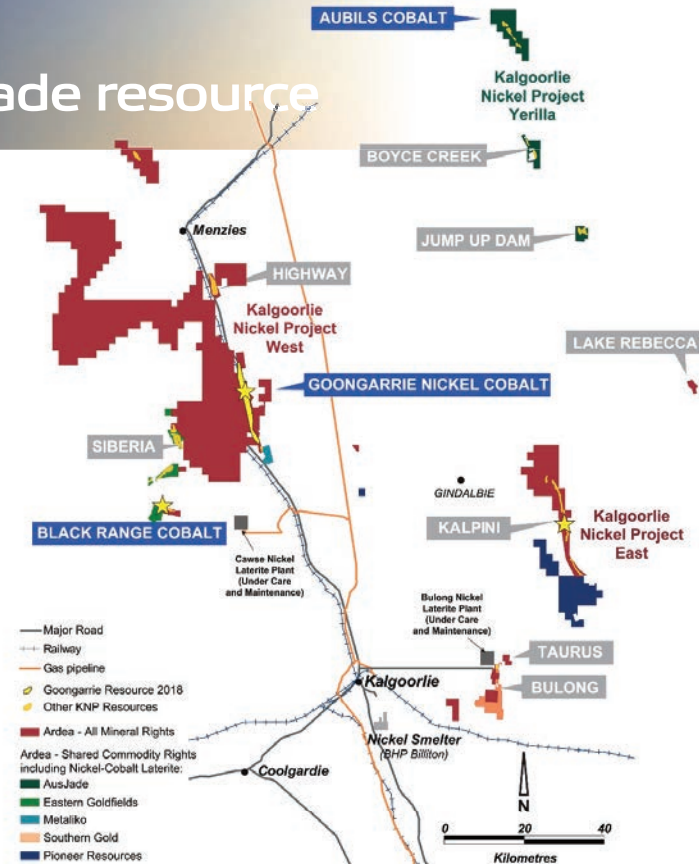 ade resource
AUBILS COBALT
Kalgoorlie
Nickel Project
Yerilla
BOYCE CREEK
Menzies
JUMP UP DAM
HIGHWAY
Kalgoorlie
Nickel Project
West
LAKE REBECCA
GOONGARRIE NICKEL COBALT
SIBERIA
GINDALBIE
BLACK RANGE COBALT
KALPINI
Kalgoorlie
Nickel Project
East
Cawse Nickel
Laterite Plant
(Under Care
and Maintenance)
Bulong Nickel
Laterite Plant
(Under Care
and Maintenance)
TAURUS
BULONG
Kalgoorlie
Nickel Smelter
(BHP Billiton)
Coolgardie
Major Road
Railway
Gas pipeline
Goongarrie Resource 2018
Other KNP Resources
Ardea - All Mineral Rights
Ardea - Shared Commodity Rights
including Nickel-Cobalt Laterite:
AusJade
Eastern Goldfields
Metaliko
Southern Gold
Pioneer Resources
N
0 20 40
Kilometres